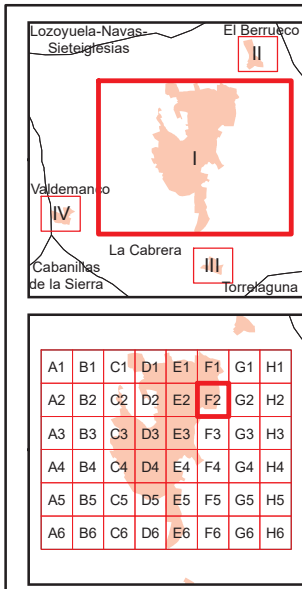 Lozoyuela-Navas-
Sieteiglesias
El Berrueco
II
I
Valdemanco
IV
La Cabrera
III
Cabanillas
de la Sierra
Torrelaguna
A1 B1 C1 D1 E1 F1 G1 H1
A2 B2 C2 D2 E2 F2 G2 H2
A3 B3 C3 D3 E3 F3 G3 H3
A4 B4 C4 D4 E4 F4 G4 H4
A5 B5 C5 D5 E5 F5 G5 H5
A6 B6 C6 D6 E6 F6 G6 H6